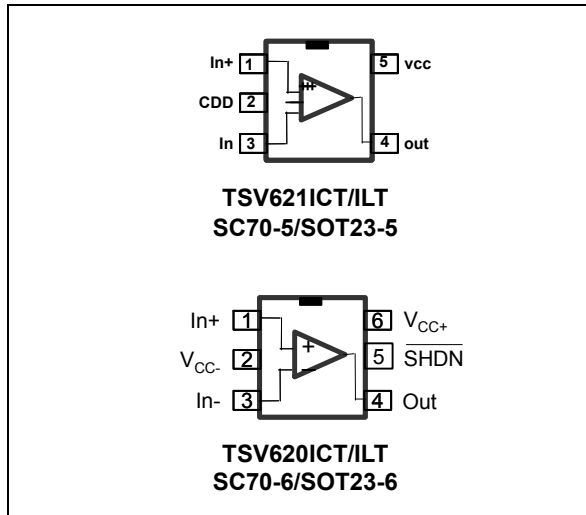 In+ 1 5 vcc
CDD 2
In 3 4 out
TSV621ICT/ILT
SC70-5/SOT23-5
In+ 1 + 6 VCC+
VCC- 2 5 SHDN
In- 3 4 Out
TSV620ICT/ILT
SC70-6/SOT23-6